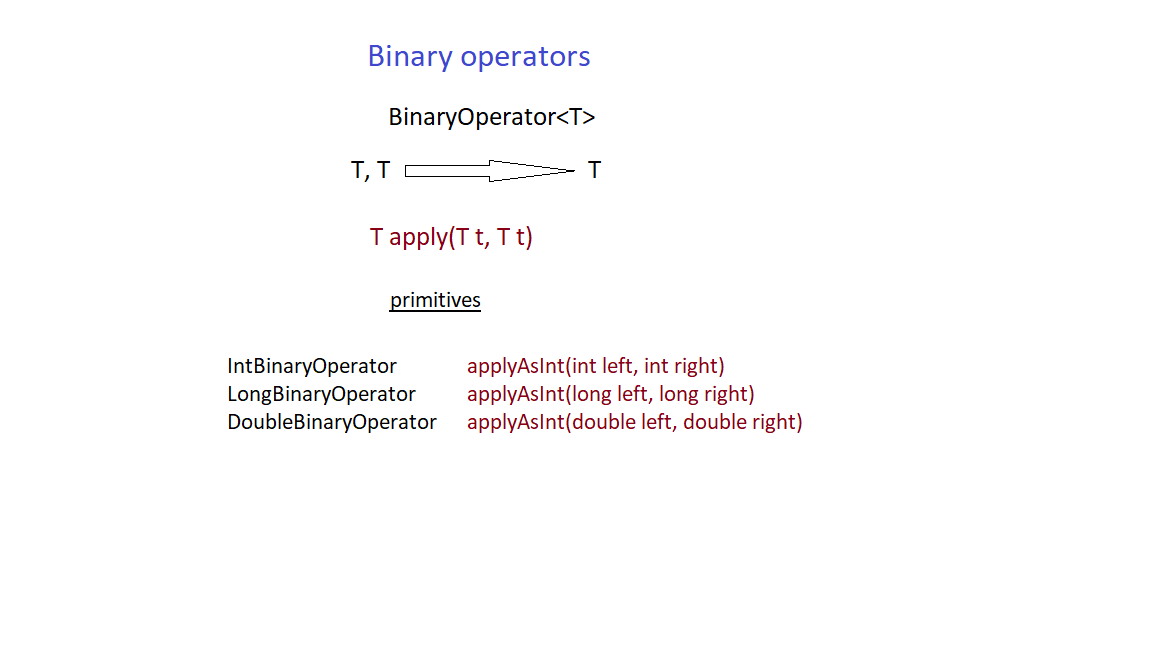 Binary operators
BinaryOperator<T>
T, T T
T apply(T t, T t)
primitives
IntBinaryOperator applyAsInt(int left, int right)
LongBinaryOperator applyAsInt(long left, long right)
DoubleBinaryOperator applyAsInt(double left, double right)